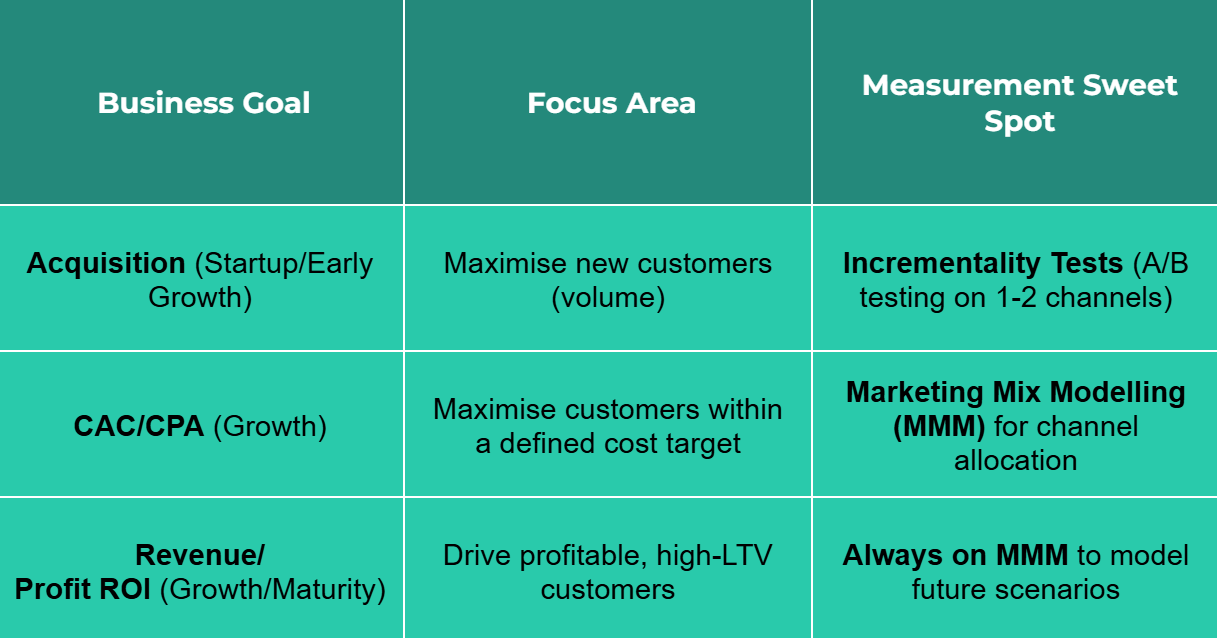 Business Goal
Focus Area
Measurement Sweet
Spot
Acquisition (Startup/Early
Growth)
Maximise new customers
(volume)
Incrementality Tests (A/B
testing on 1-2 channels)
CAC/CPA (Growth)
Maximise customers within
a defined cost target
Marketing Mix Modelling
(MMM) for channel
allocation
Revenue/
Profit ROI (Growth/Maturity)
Drive profitable, high-LTV
customers
Always on MMM to model
future scenarios